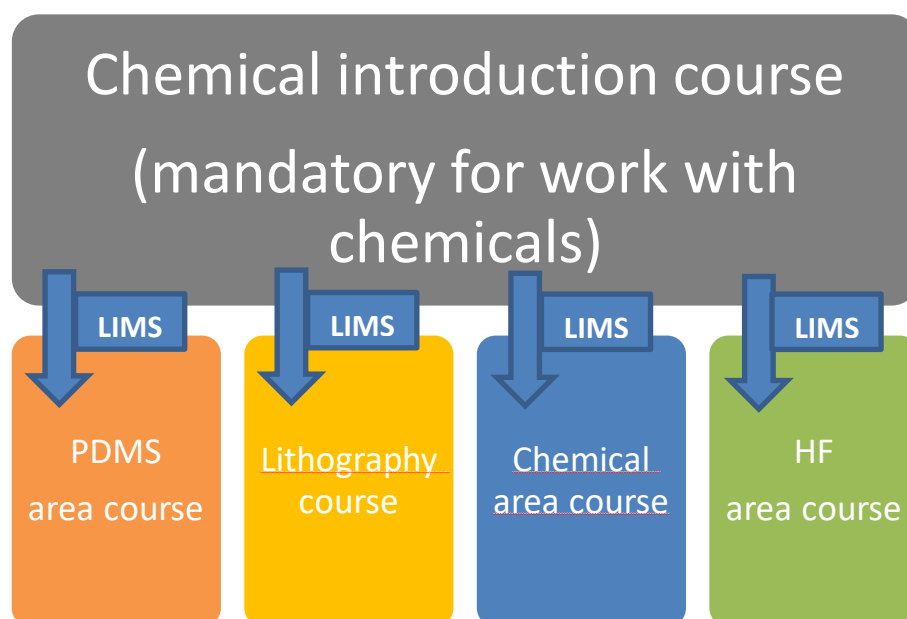 Chemical introduction course
(mandatory for work with
chemicals)
LIMS
LIMS
LIMS
LIMS
PDMS
area course
Lithography
course
Chemical
area course
HF
area course